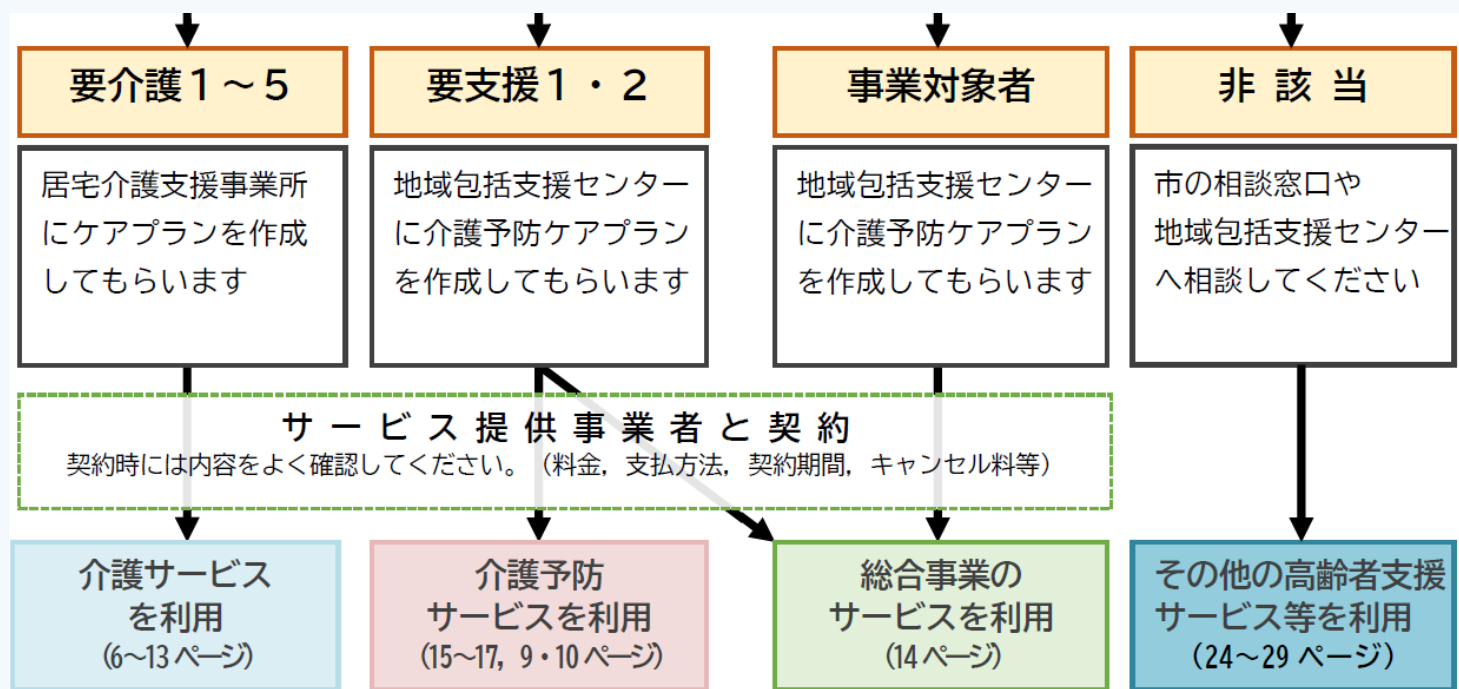 要介護１～５
居宅介護支援事業所
にケアプランを作成
してもらいます
要支援１・２
地域包括支援センター
に介護予防ケアプラン
を作成してもらいます
事業対象者
地域包括支援センター
に介護予防ケアプラン
を作成してもらいます
非該当
市の相談窓口や
地域包括支援センター
へ相談してください
サービス提供事業者と契約
契約時には内容をよく確認してください。（料金，支払方法，契約期間，キャンセル料等）
介護サービス
を利用
（6～13ページ）
介護予防
サービスを利用
（15～17，9・10ページ）
総合事業の
サービスを利用
（14ページ）
その他の高齢者支援
サービス等を利用
（24～29ページ）